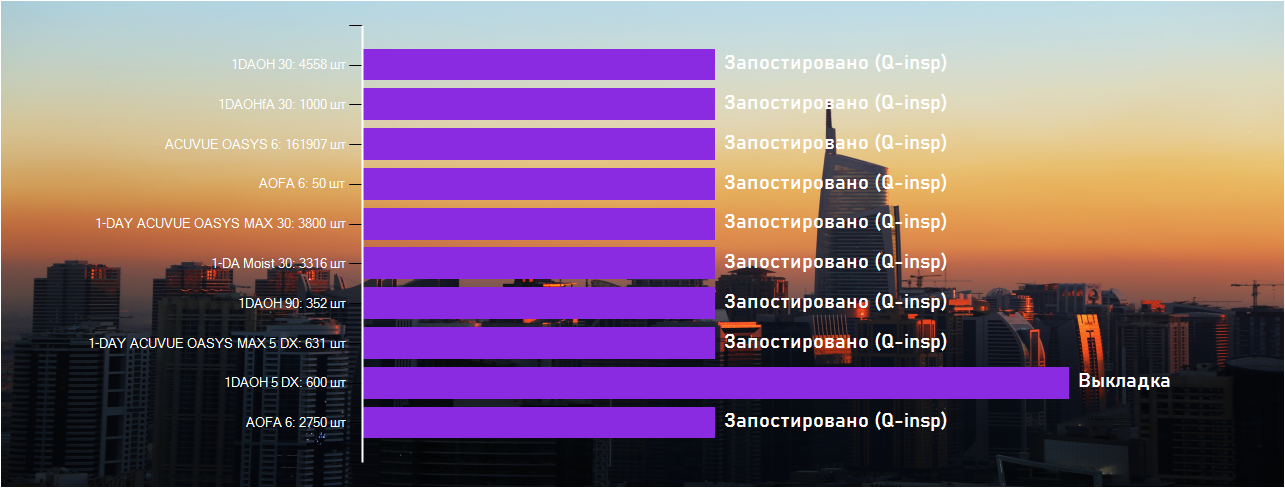 1DAOH 30: 4558 шт Запостировано (Q-insp)
1DAOHfA 30: 1000 шт Запостировано (Q-insp)
ACUVUE OASYS 6: 161907 шт Запостировано (Q-insp)
AOFA 6: 50 шт Запостировано (Q-insp)
1-DAY ACUVUE OASYS MAX 30: 3800 шт Запостировано (Q-insp)
1-DA Moist 30: 3316 шт Запостировано (Q-insp)
1DAOH 90: 352 шт Запостировано (Q-insp)
1-DAY ACUVUE OASYS MAX 5 DX: 631 шт Запостировано (Q-insp)
1DAOH 5 DX: 600 шт Выкладка
AOFA 6: 2750 шт Запостировано (Q-insp)